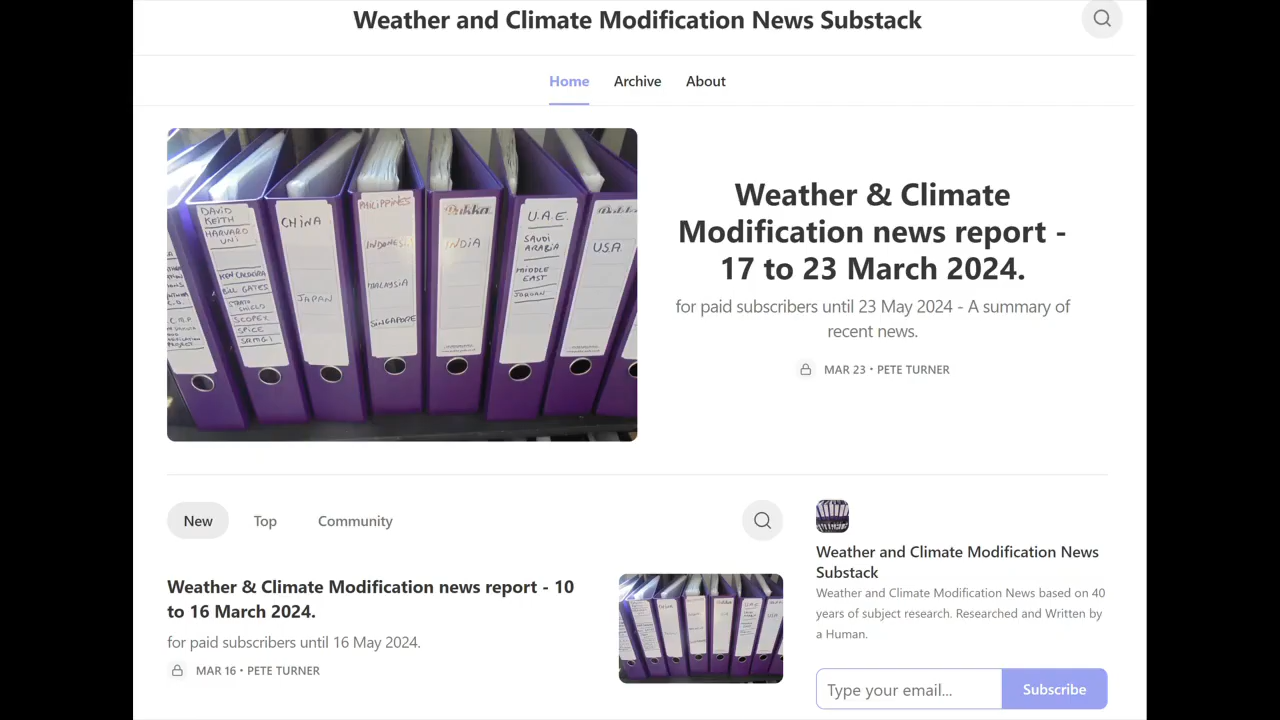 Weather and Climate Modification News Substack
Home Archive About
DAVID
KEITH
HARVARD
UNI
KEN CALDEIRA
BILL GATES
STRATO
SHIELD
SCOPEX
SPICE
SAMGI
CHINA
JAPAN
PHILIPPINES
INDONESIA
MALAYSIA
SINGAPORE
Pukka
INDIA
U.A.E.
SAUDI
ARABIA
MIDDLE
EAST
JORDAN
Pukka
U.S.A.
Weather & Climate
Modification news report -
17 to 23 March 2024.
for paid subscribers until 23 May 2024 - A summary of
recent news.
MAR 23 • PETE TURNER
New Top Community
Weather & Climate Modification news report - 10
to 16 March 2024.
for paid subscribers until 16 May 2024.
MAR 16 • PETE TURNER
Weather and Climate Modification News
Substack
Weather and Climate Modification News based on 40
years of subject research. Researched and Written by
a Human.
Type your email...
Subscribe